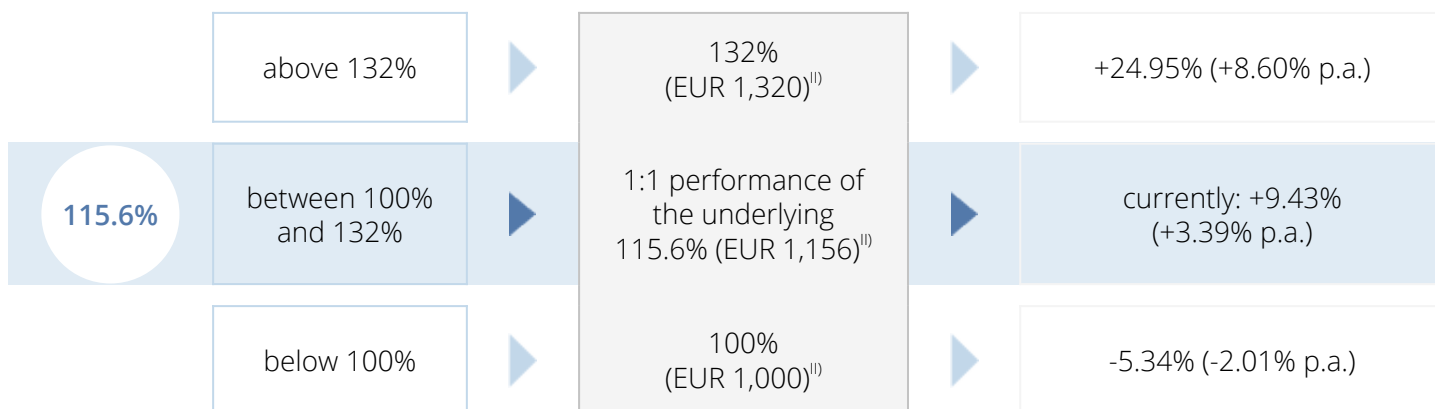 above 132%
132%
(EUR 1,320)II)
+24.95% (+8.60% p.a.)
115.6%
between 100%
and 132%
1:1 performance of
the underlying
115.6% (EUR 1,156)II)
currently: +9.43%
(+3.39% p.a.)
below 100%
100%
(EUR 1,000)II)
-5.34% (-2.01% p.a.)